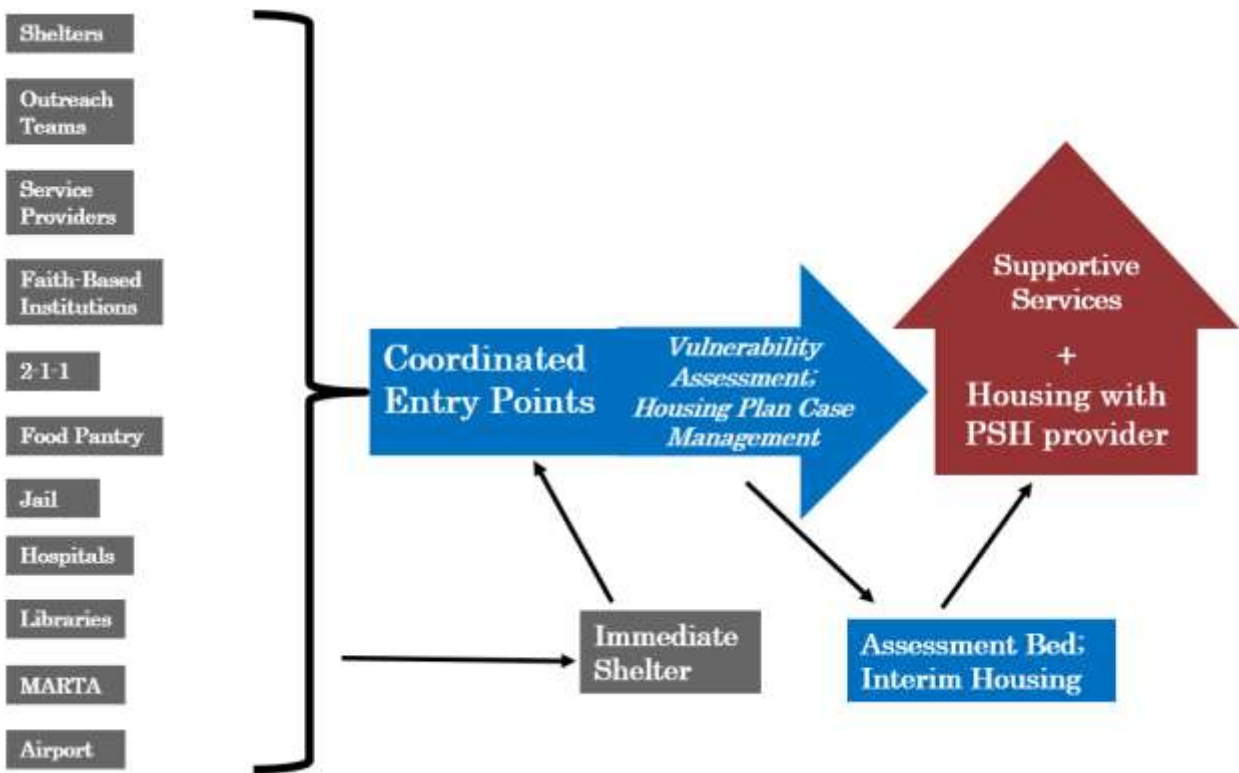 Shelters
Outreach
Teams
Service
Providers
Faith-Based
Institutions
2-1-1
Food Pantry
Jail
Hospitals
Libraries
MARTA
Airport
Coordinated
Entry Points
Vulnerability
Assessment;
Housing Plan Case
Management
Supportive
Services
+
Housing with
PSH provider
Immediate
Shelter
Assessment Bed;
Interim Housing